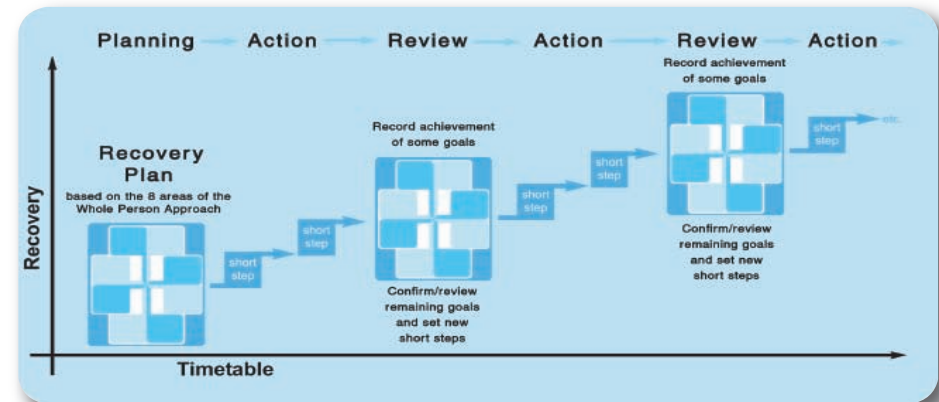 Planning Action Review Action Review Action
Record achievement
of some goals
Record achievement
of some goals
Recovery
Plan
based on the 8 areas of the
Whole Person Approach
short
step
short
step
short
step
short
step
short
step
etc.
Confirm/review
remaining goals
and set new
short steps
Confirm/review
remaining goals
and set new
short steps
Recovery
Timetable